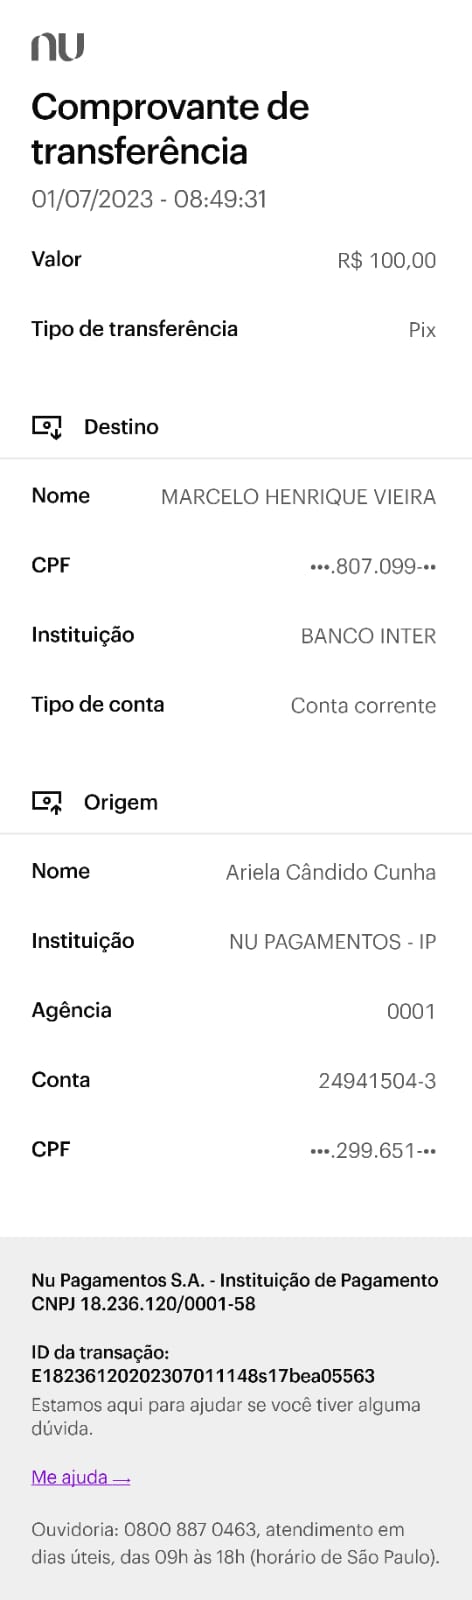 nu
Comprovante de
transferência
01/07/2023 - 08:49:31
Valor R$ 100,00
Tipo de transferência Pix
Destino
Nome MARCELO HENRIQUE VIEIRA
CPF •••.807.099-••
Instituição BANCO INTER
Tipo de conta Conta corrente
Origem
Nome Ariela Cândido Cunha
Instituição NU PAGAMENTOS - IP
Agência 0001
Conta 24941504-3
CPF •••.299.651-••
Nu Pagamentos S.A. - Instituição de Pagamento
CNPJ 18.236.120/0001-58
ID da transação:
E18236120202307011148s17bea05563
Estamos aqui para ajudar se você tiver alguma
dúvida.
Me ajuda →
Ouvidoria: 0800 887 0463, atendimento em
dias úteis, das 09h às 18h (horário de São Paulo).